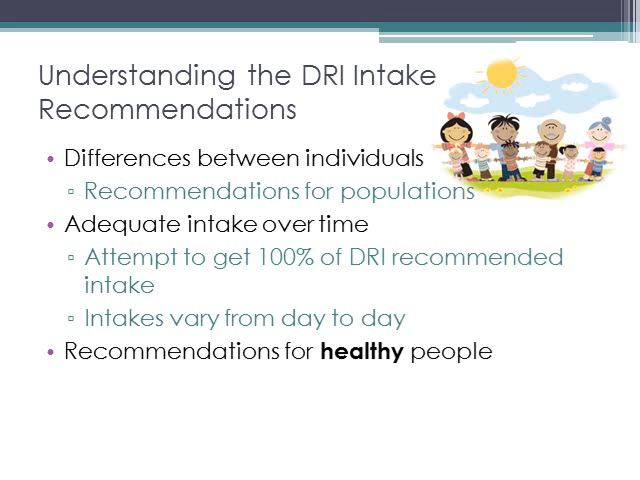 Understanding the DRI Intake
Recommendations
• Differences between individuals
▫ Recommendations for populations
• Adequate intake over time
▫ Attempt to get 100% of DRI recommended
intake
▫ Intakes vary from day to day
• Recommendations for healthy people